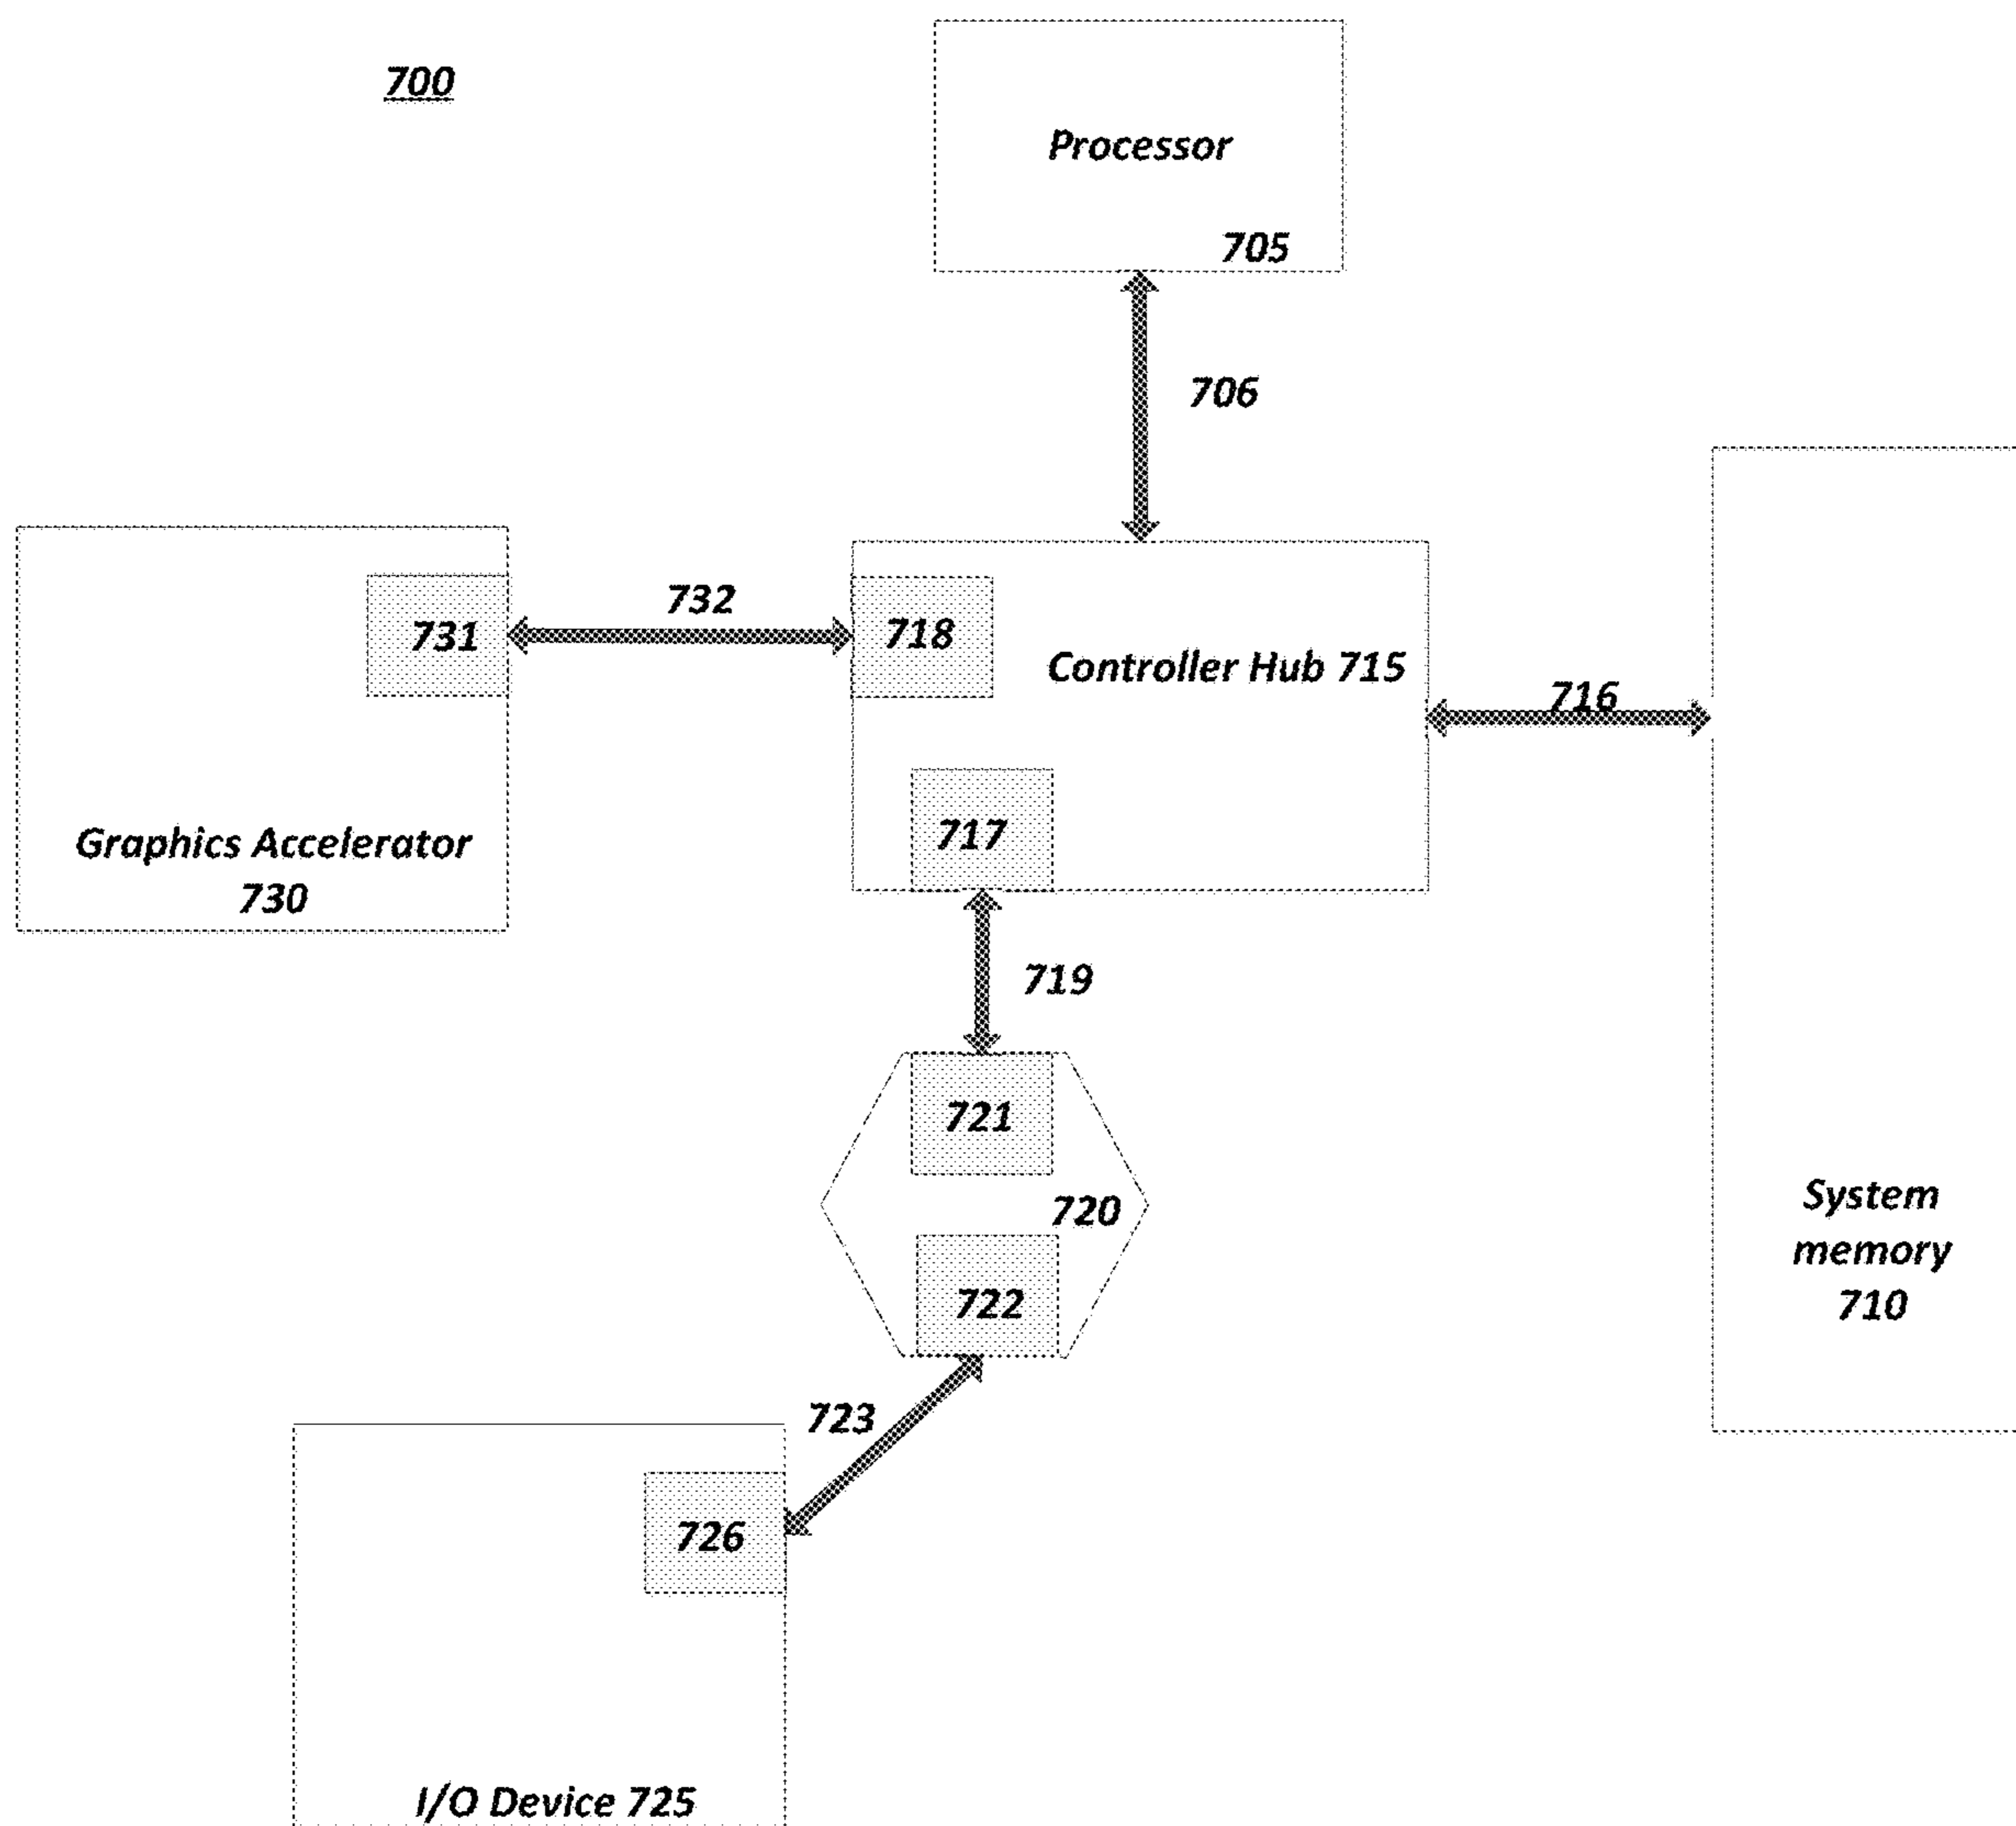 700
Processor
705
706
732
731
718
Controller Hub 715
716
717
Graphics Accelerator
730
719
721
720
722
System
memory
710
723
726
I/O Device 725